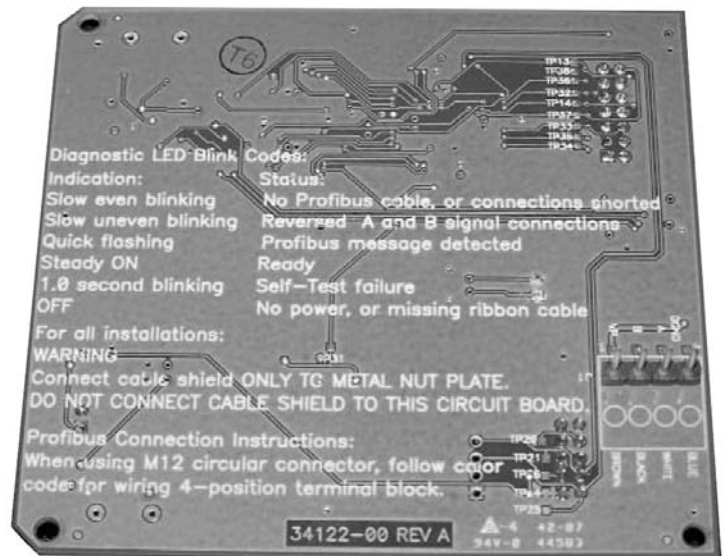 T6
TP13
TP38
TP36
TP32
TP14
TP37
TP33
TP35
TP34
Diagnostic LED Blink Codes:
Indication: Status:
Slow even blinking No Profibus cable, or connections shorted
Slow uneven blinking Reversed A and B signal connections
Quick flashing Profibus message detected
Steady ON Ready
1.0 second blinking Self-Test failure
OFF No power, or missing ribbon cable
For all installations:
WARNING
Connect cable shield ONLY TO METAL NUT PLATE.
DO NOT CONNECT CABLE SHIELD TO THIS CIRCUIT BOARD.
Profibus Connection Instructions:
When using M12 circular connector, follow color
code for wiring 4-position terminal block.
B A
BROWN BLACK WHITE BLUE
TP21
TP25
34122-00 REV A
-4 42-07
94V-0 44583